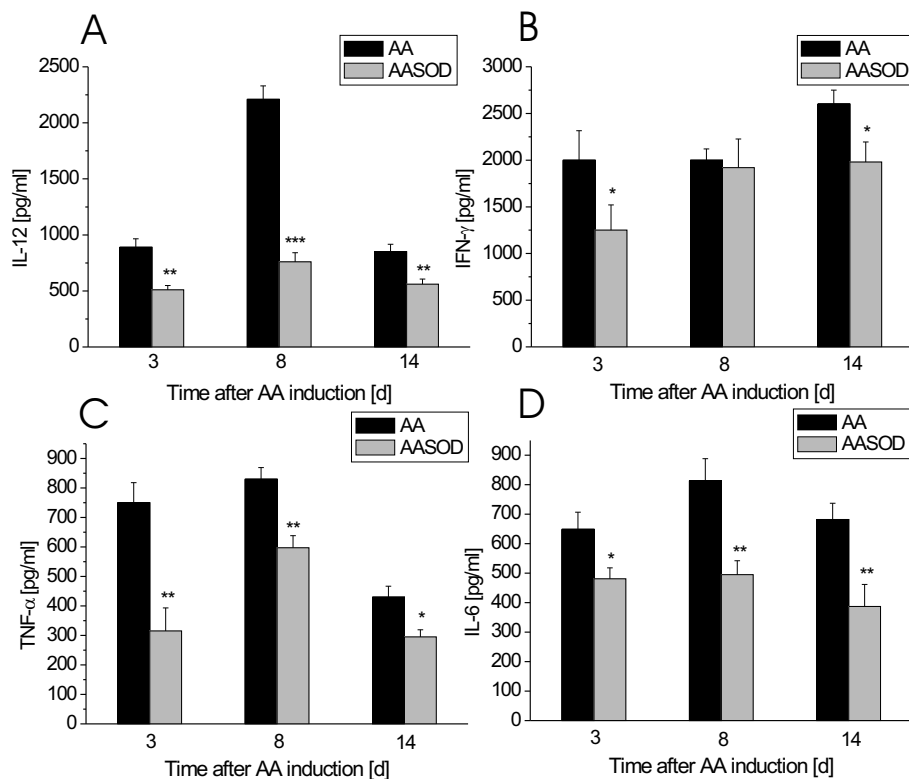 A
AA
AASOD
2500
2000
1500
1000
500
0
IL-12 [pg/ml]
**
***
**
3 8 14
Time after AA induction [d]
B
AA
AASOD
3000
2500
2000
1500
1000
500
0
IFN-γ [pg/ml]
*
*
3 8 14
Time after AA induction [d]
C
AA
AASOD
900
800
700
600
500
400
300
200
100
0
TNF-α [pg/ml]
**
**
*
3 8 14
Time after AA induction [d]
D
AA
AASOD
900
800
700
600
500
400
300
200
100
0
IL-6 [pg/ml]
*
**
**
3 8 14
Time after AA induction [d]